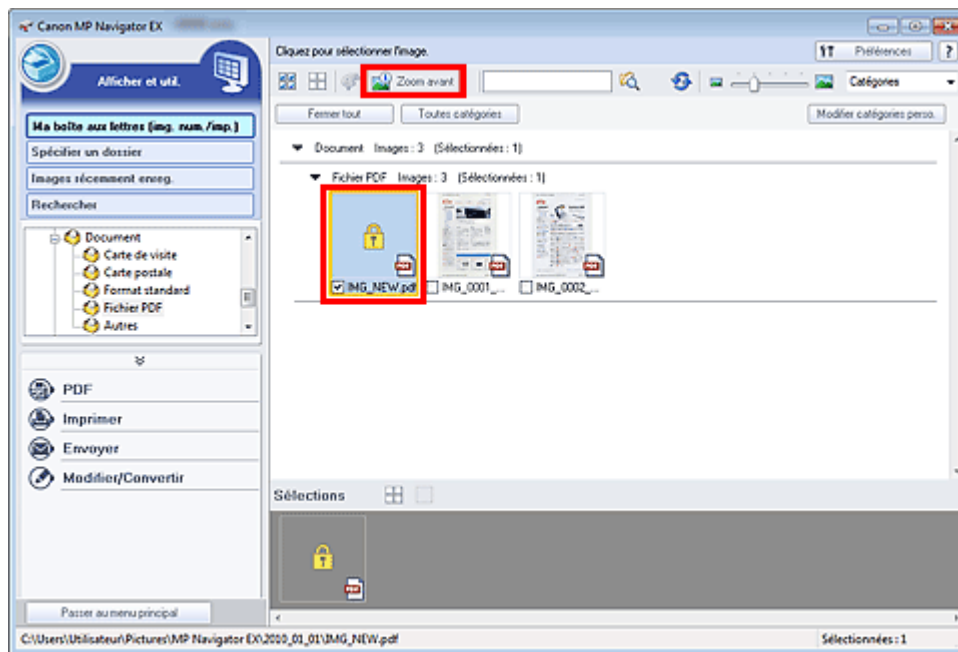 Canon MP Navigator EX
Afficher et util.
Ma boîte aux lettres (img. num./imp.)
Spécifier un dossier
Images récemment enreg.
Rechercher
Document
Carte de visite
Carte postale
Format standard
Fichier PDF
Autres
PDF
Imprimer
Envoyer
Modifier/Convertir
Passer au menu principal
Cliquez pour sélectionner l'image.
Préférences
?
Zoom avant
Catégories
Fermer tout
Toutes catégories
Modifier catégories perso.
Document Images : 3 (Sélectionnées : 1)
Fichier PDF Images : 3 (Sélectionnées : 1)
IMG_NEW.pdf
IMG_0001_...
IMG_0002_...
Sélections
C:\Users\Utilisateur\Pictures\MP Navigator EX\2010_01_01\IMG_NEW.pdf
Sélectionnées : 1